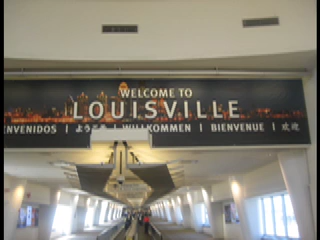 WELCOME TO
LOUISVILLE
ENVENIDOS | ようこそ | WILLKOMMEN | BIENVENUE | 欢迎